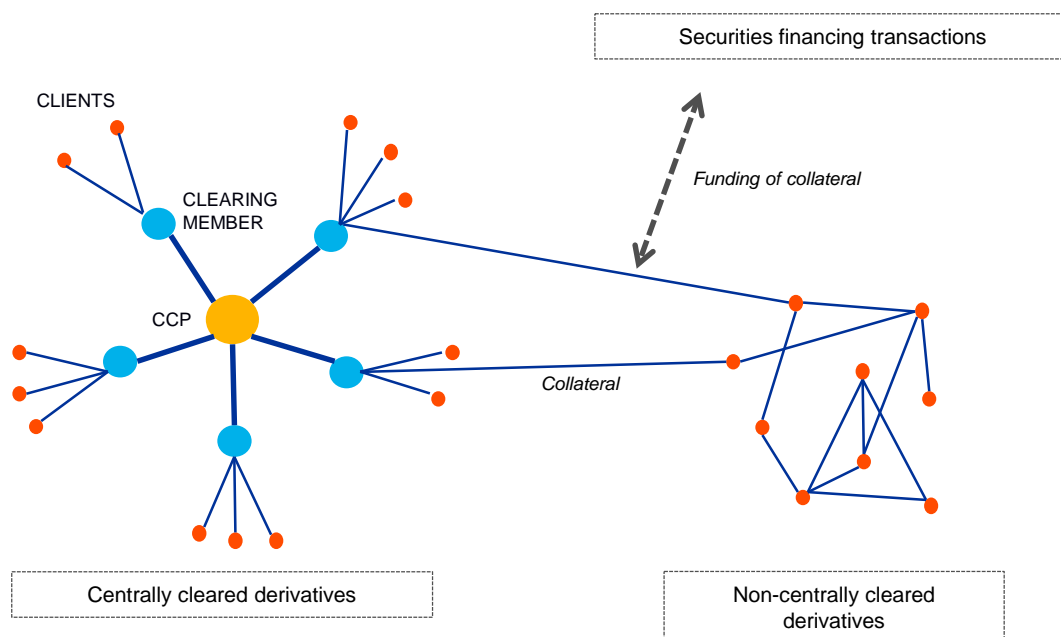 Securities financing transactions
CLIENTS
Funding of collateral
CLEARING
MEMBER
CCP
Collateral
Centrally cleared derivatives
Non-centrally cleared
derivatives